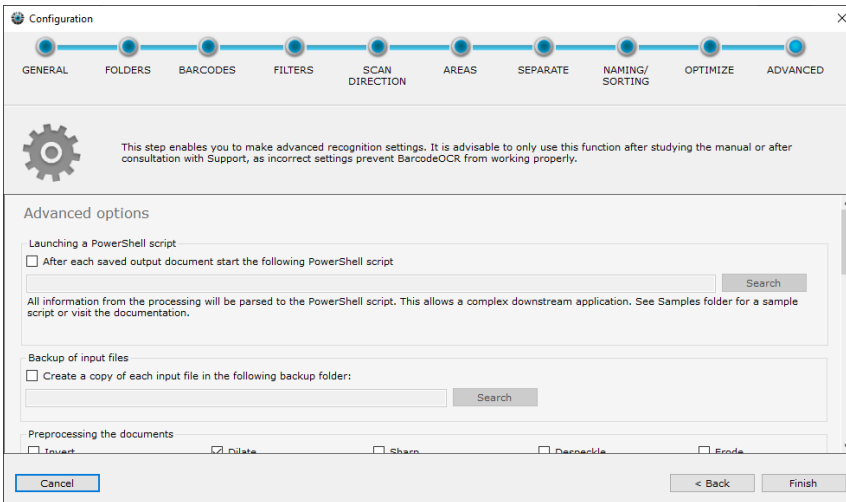 Configuration
GENERAL
FOLDERS
BARCODES
FILTERS
SCAN
DIRECTION
AREAS
SEPARATE
NAMING/
SORTING
OPTIMIZE
ADVANCED
This step enables you to make advanced recognition settings. It is advisable to only use this function after studying the manual or after
consultation with Support, as incorrect settings prevent BarcodeOCR from working properly.
Advanced options
Launching a PowerShell script
After each saved output document start the following PowerShell script
Search
All information from the processing will be parsed to the PowerShell script. This allows a complex downstream application. See Samples folder for a sample
script or visit the documentation.
Backup of input files
Create a copy of each input file in the following backup folder:
Search
Preprocessing the documents
Invert
Dilate
Sharp
Despeckle
Erode
Cancel
< Back
Finish